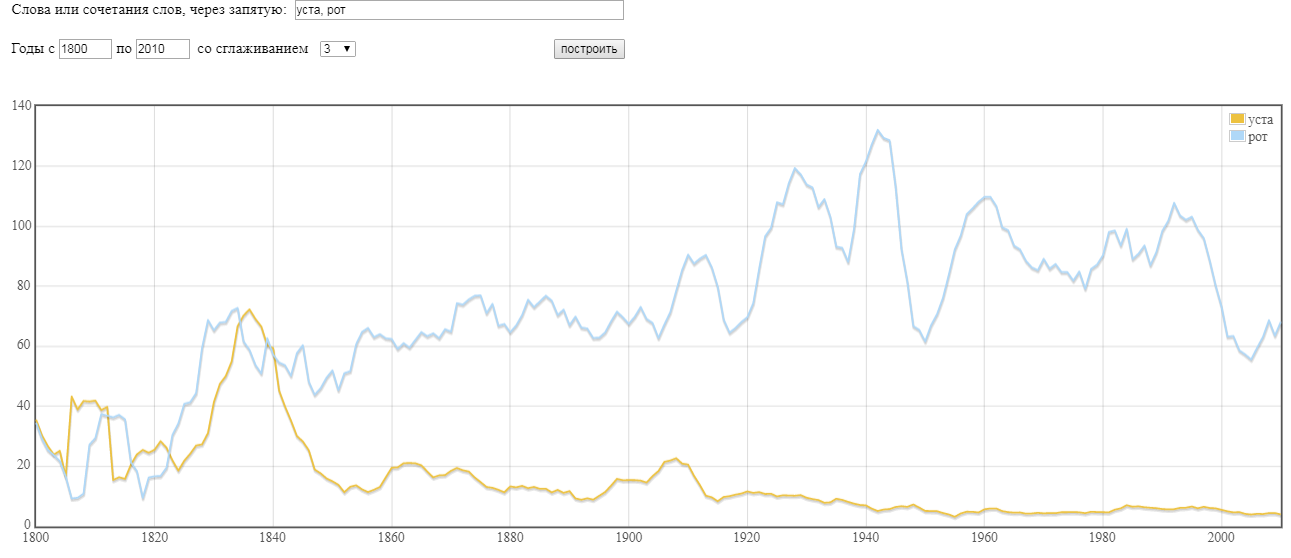 Слова или сочетания слов, через запятую: уста, рот
Годы с 1800 по 2010 со сглаживанием 3 построить
140
уста
рот
120
100
80
60
40
20
0
1800 1820 1840 1860 1880 1900 1920 1940 1960 1980 2000